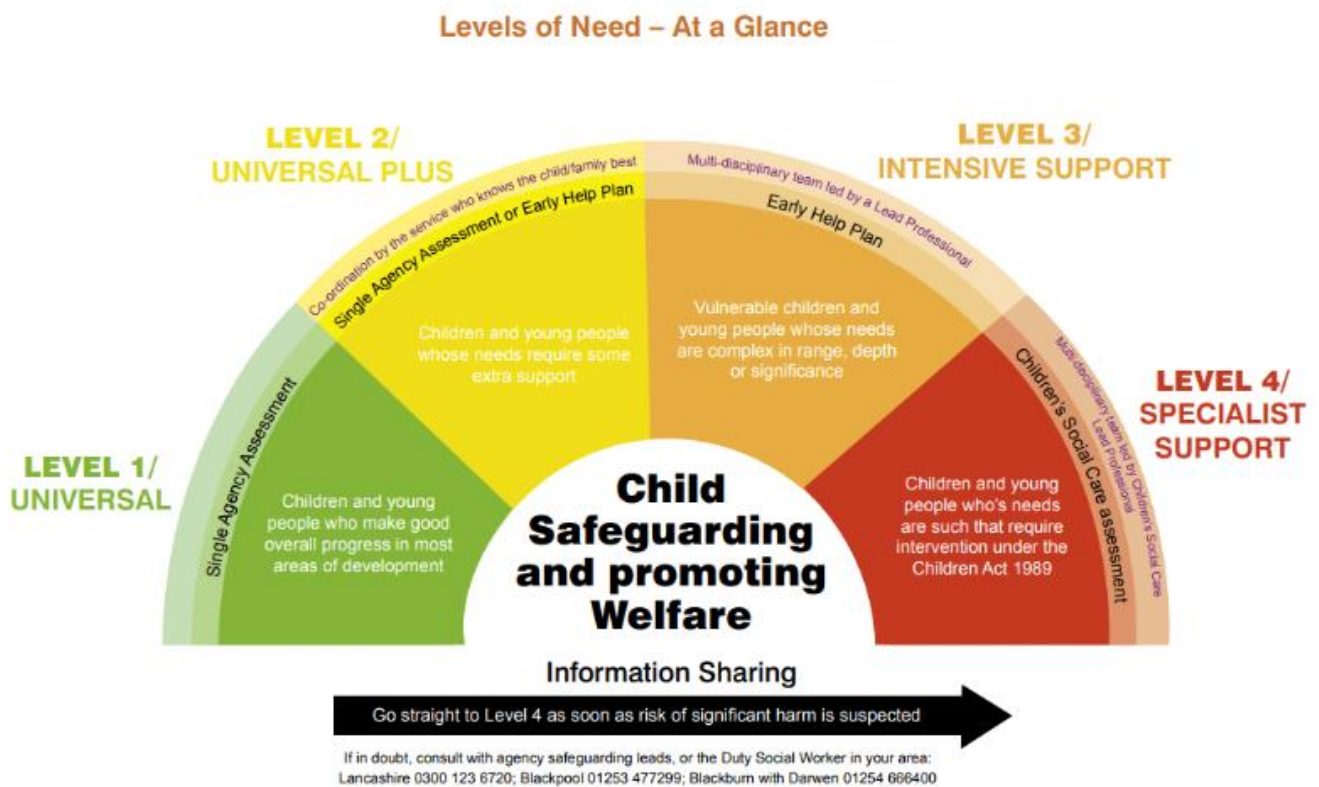 Levels of Need – At a Glance
LEVEL 1/
UNIVERSAL
Single Agency Assessment
Children and young
people who make good
overall progress in most
areas of development
LEVEL 2/
UNIVERSAL PLUS
Co-ordination by the service who knows the child/family best
Single Agency Assessment or Early Help Plan
Children and young people
whose needs require some
extra support
LEVEL 3/
INTENSIVE SUPPORT
Multi-disciplinary team led by a Lead Professional
Early Help Plan
Vulnerable children and
young people whose needs
are complex in range, depth
or significance
LEVEL 4/
SPECIALIST
SUPPORT
Multi-disciplinary team led by Children's Social Care
Lead Professional
Children's Social Care assessment
Children and young
people who's needs
are such that require
intervention under the
Children Act 1989
Child
Safeguarding
and promoting
Welfare
Information Sharing
Go straight to Level 4 as soon as risk of significant harm is suspected
If in doubt, consult with agency safeguarding leads, or the Duty Social Worker in your area:
Lancashire 0300 123 6720; Blackpool 01253 477299; Blackburn with Darwen 01254 666400